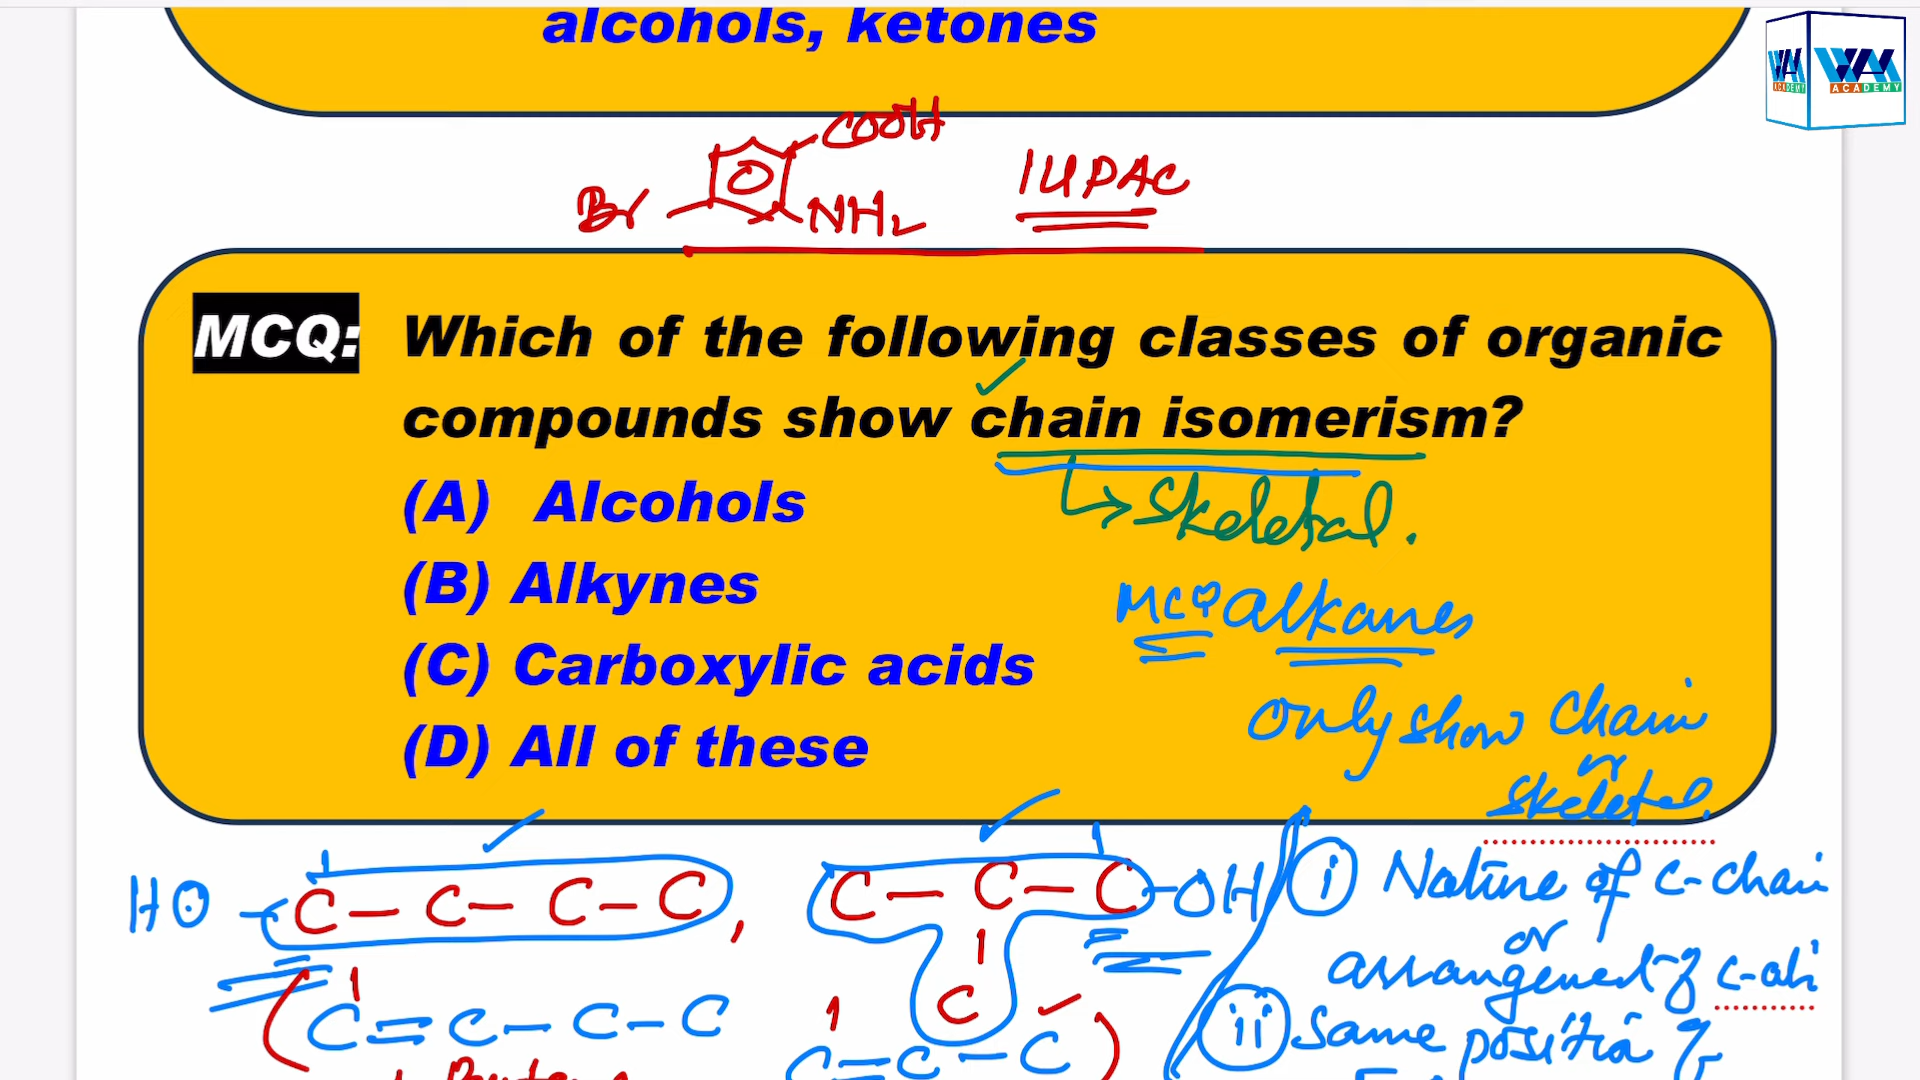 alcohols, ketones
WAM
ACADEMY
COOH
Br
NH2
IUPAC
MCQ: Which of the following classes of organic
compounds show chain isomerism?
(A) Alcohols
Skeletal.
(B) Alkynes
MCQ alkanes
(C) Carboxylic acids
only show chain
or
skeletal
(D) All of these
HO - C - C - C - C , C - C - C - OH
C
i Nature of C-chain
or
arrangement of C-
C = C - C - C
C = C - C
ii Same position